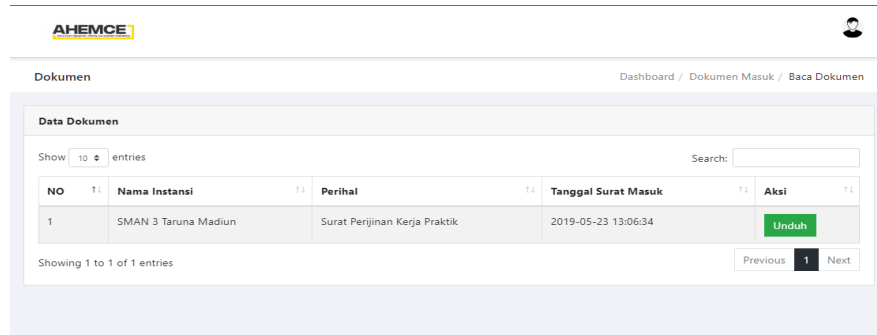 AHEMCE
Dokumen
Dashboard / Dokumen Masuk / Baca Dokumen
Data Dokumen
Show 10 entries
Search:
NO Nama Instansi Perihal Tanggal Surat Masuk Aksi
1 SMAN 3 Taruna Madiun Surat Perijinan Kerja Praktik 2019-05-23 13:06:34 Unduh
Showing 1 to 1 of 1 entries
Previous 1 Next